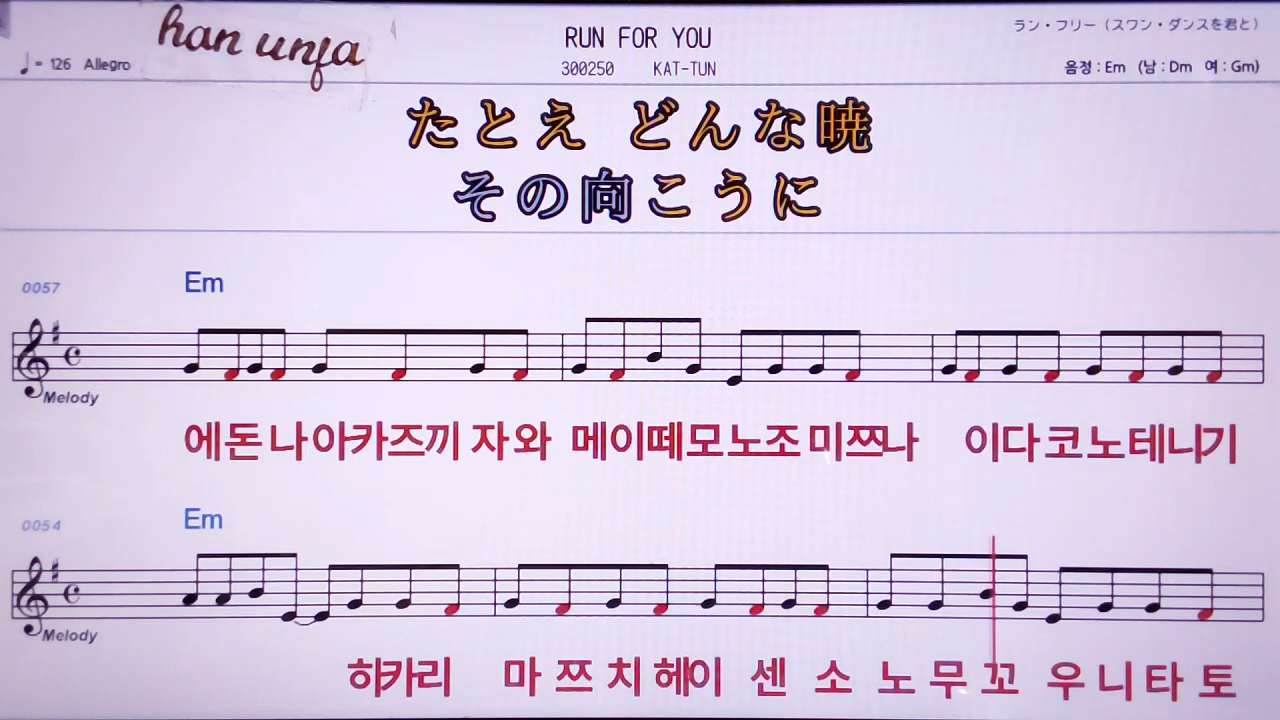 han unfa
♩= 126 Allegro
RUN FOR YOU
300250 KAT-TUN
ラン・フリー（スワン・ダンスを君と）
음정 : Em (남 : Dm 여 : Gm)
たとえ どんな暁
その向こうに
0057
Em
Melody
에돈나아카즈끼 자와 메이떼모노조미쯔나 이다코노테니기
0054
Em
Melody
히카리 마쯔치헤이 센 소 노무꼬 우니타 토